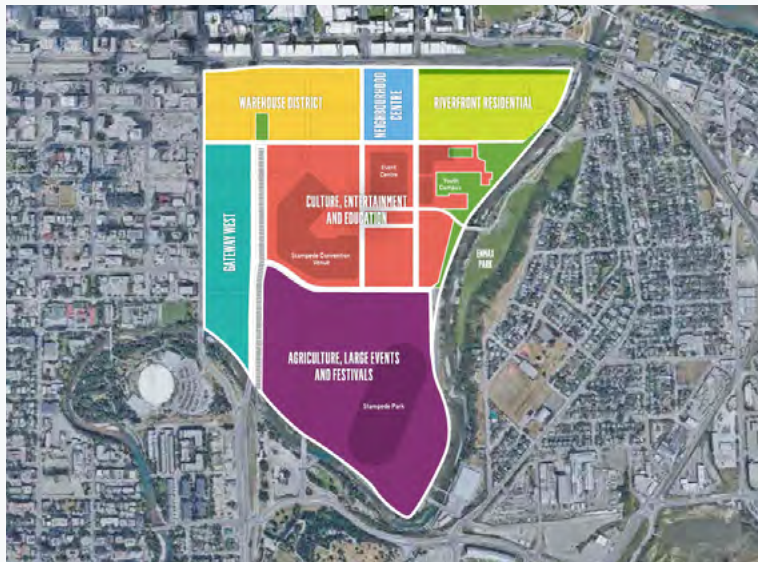 WAREHOUSE DISTRICT
NEIGHBOURHOOD
CENTRE
RIVERFRONT RESIDENTIAL
Event
Centre
Youth
Campus
CULTURE, ENTERTAINMENT
AND EDUCATION
GATEWAY WEST
Stampede Convention
Venue
ENMAX
PARK
AGRICULTURE, LARGE EVENTS
AND FESTIVALS
Stampede Park